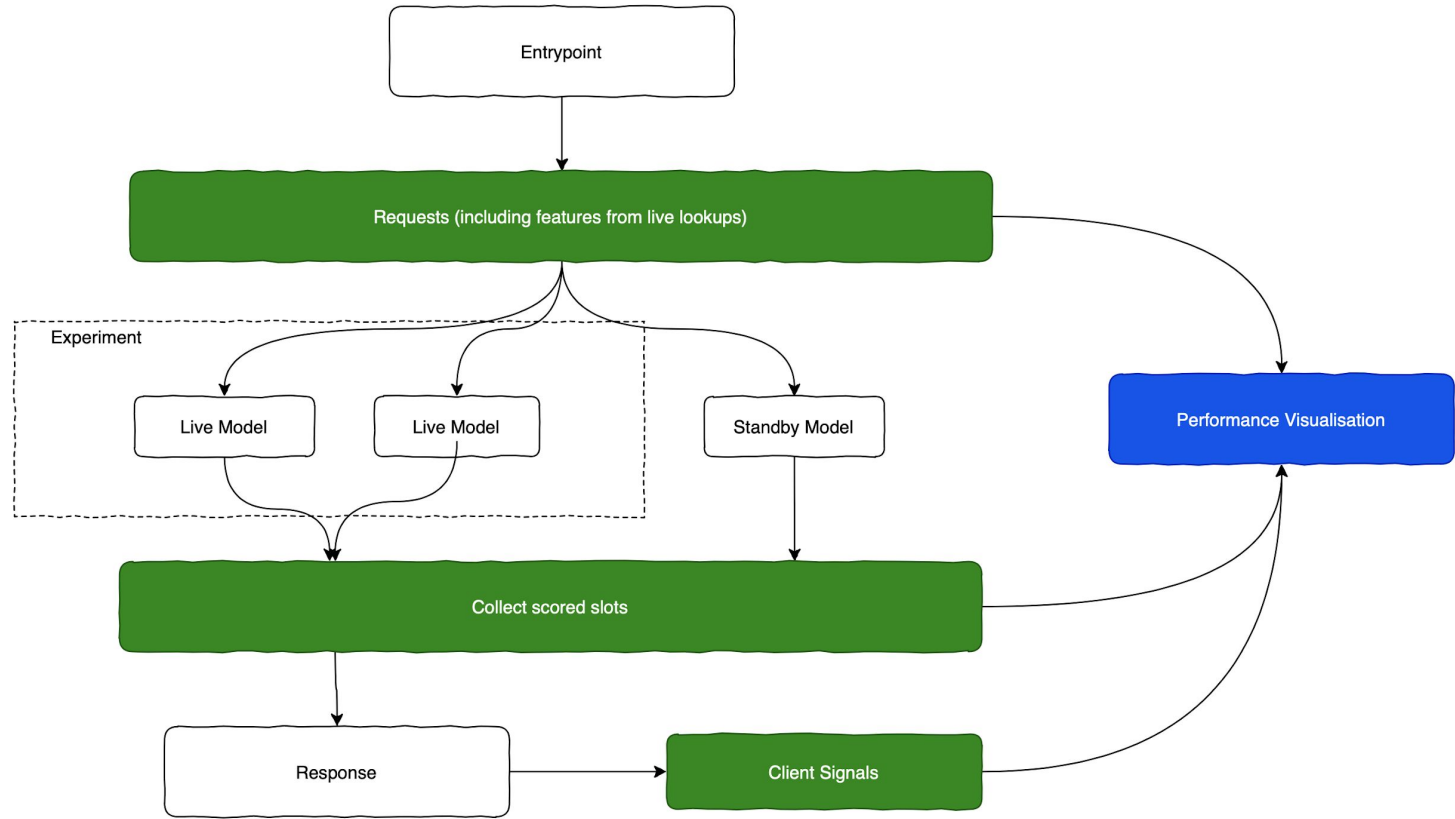 Entrypoint
Requests (including features from live lookups)
Experiment
Live Model
Live Model
Standby Model
Performance Visualisation
Collect scored slots
Response
Client Signals